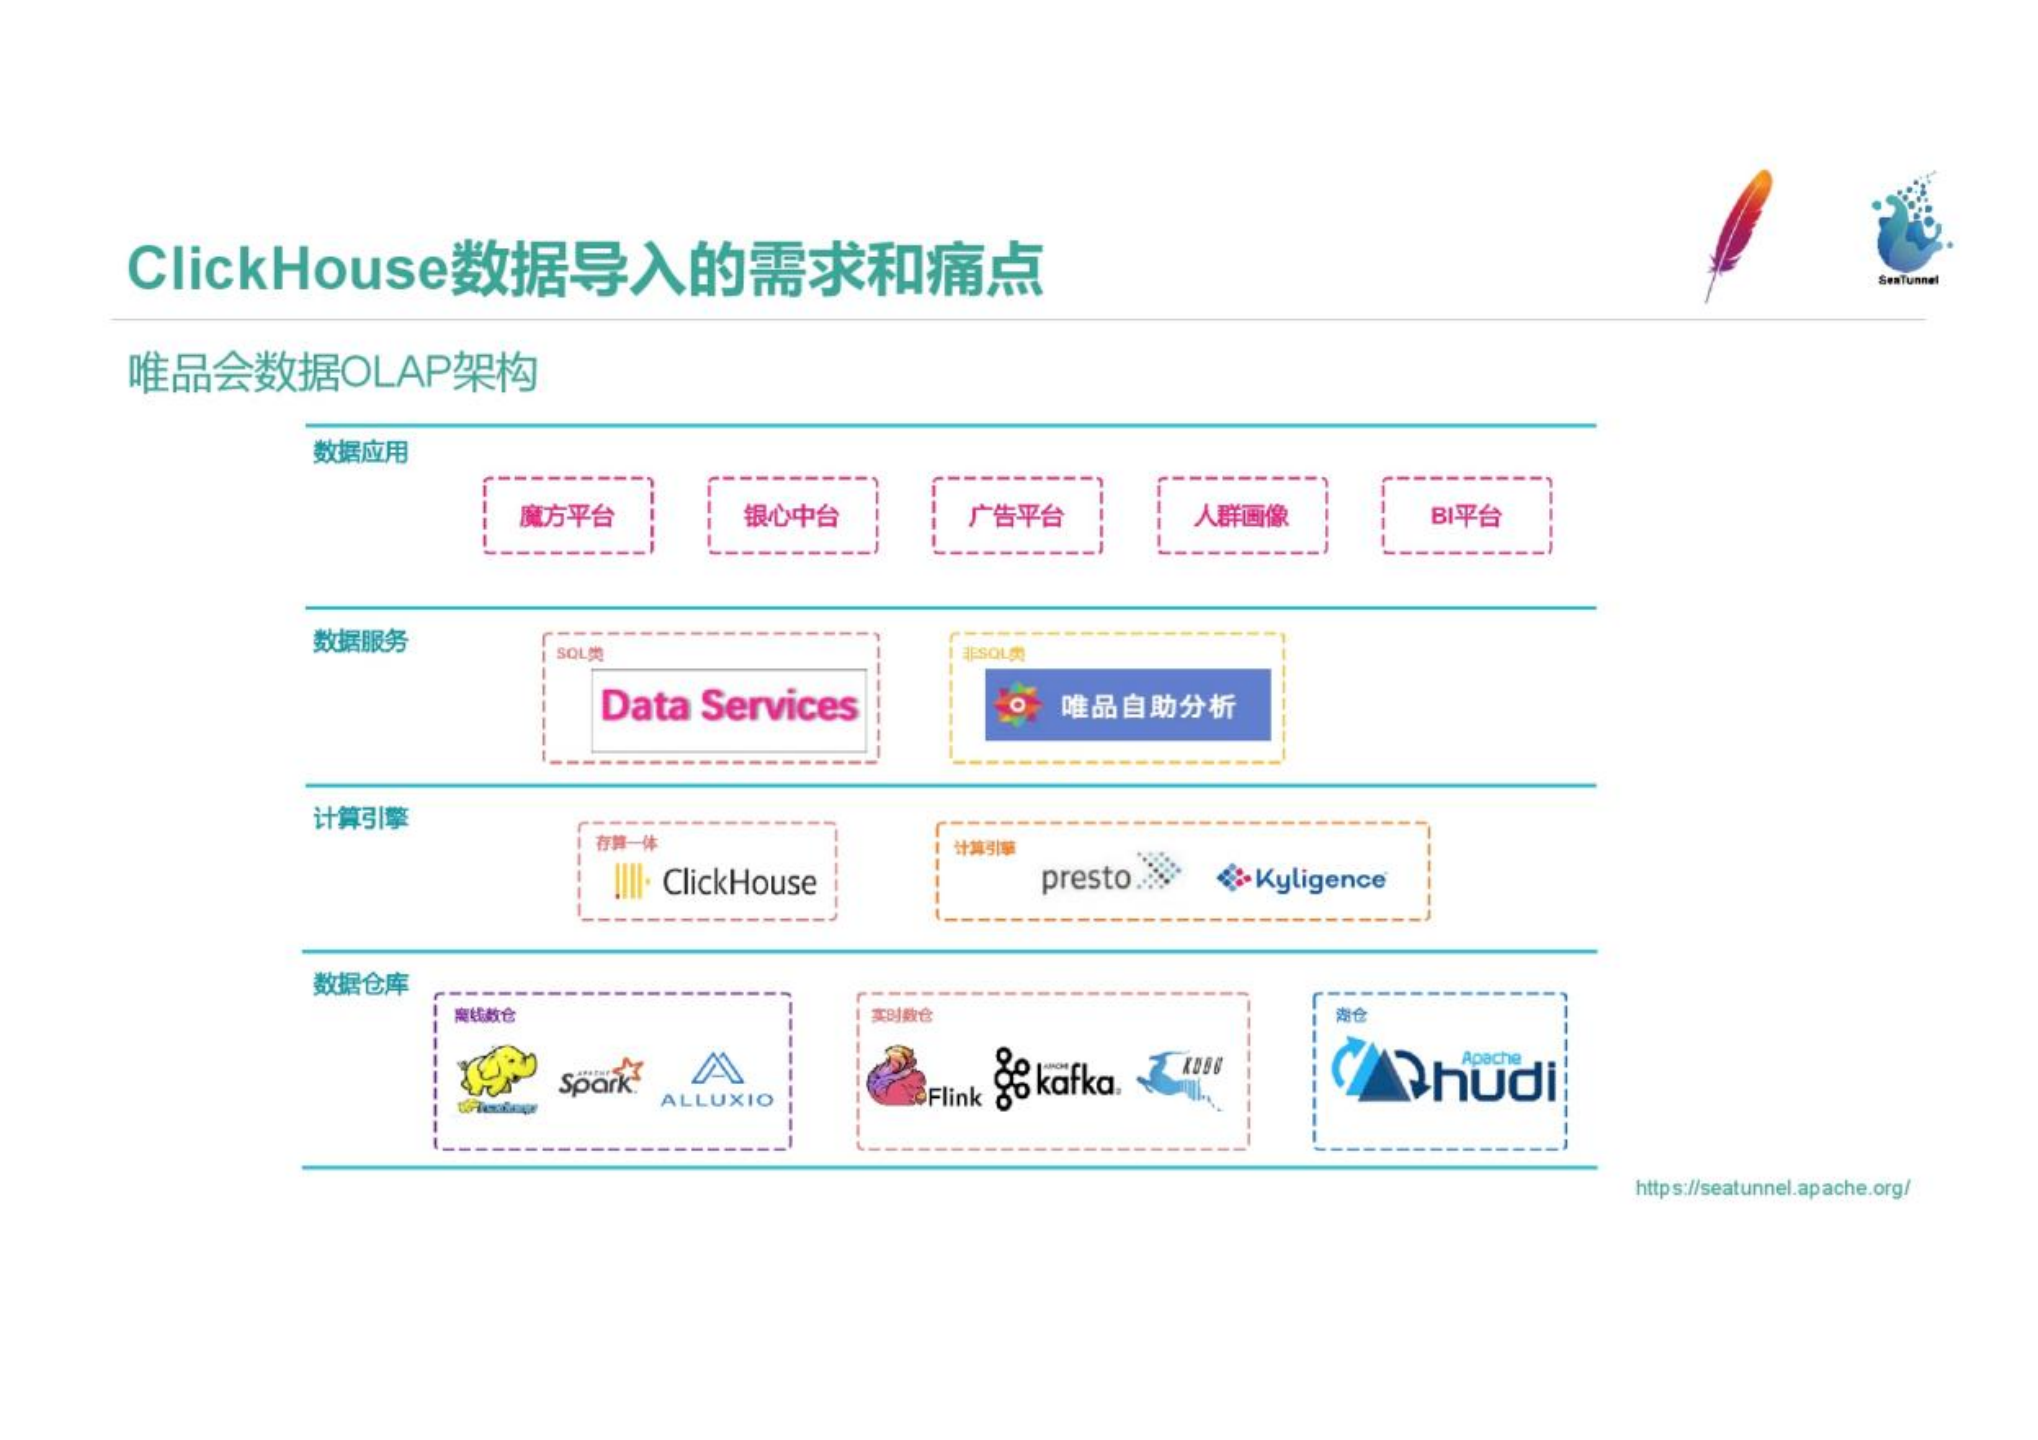 ClickHouse数据导入的需求和痛点
SeaTunnel
唯品会数据OLAP架构
数据应用
魔方平台
银心中台
广告平台
人群画像
BI平台
数据服务
SQL类
Data Services
非SQL类
唯品自助分析
计算引擎
存算一体
ClickHouse
计算引擎
presto
Kyligence
数据仓库
离线数仓
hadoop
APACHE
Spark
ALLUXIO
实时数仓
Flink
kafka
KUDU
湖仓
Apache
hudi
https://seatunnel.apache.org/